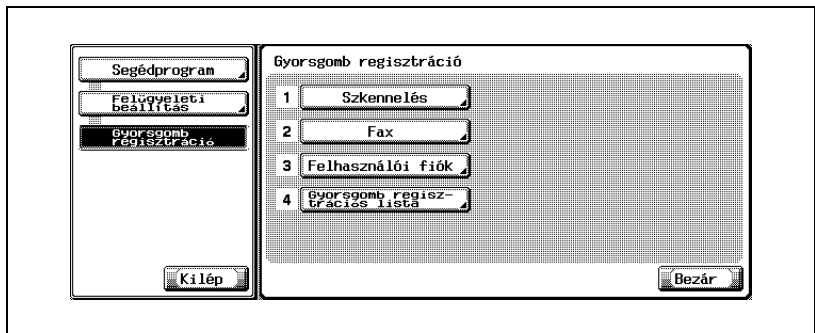 Segédprogram
Felügyeleti
beállítás
Gyorsgomb
regisztráció
Kilép
Gyorsgomb regisztráció
1 Szkennelés
2 Fax
3 Felhasználói fiók
4 Gyorsgomb regisz-
trációs lista
Bezár